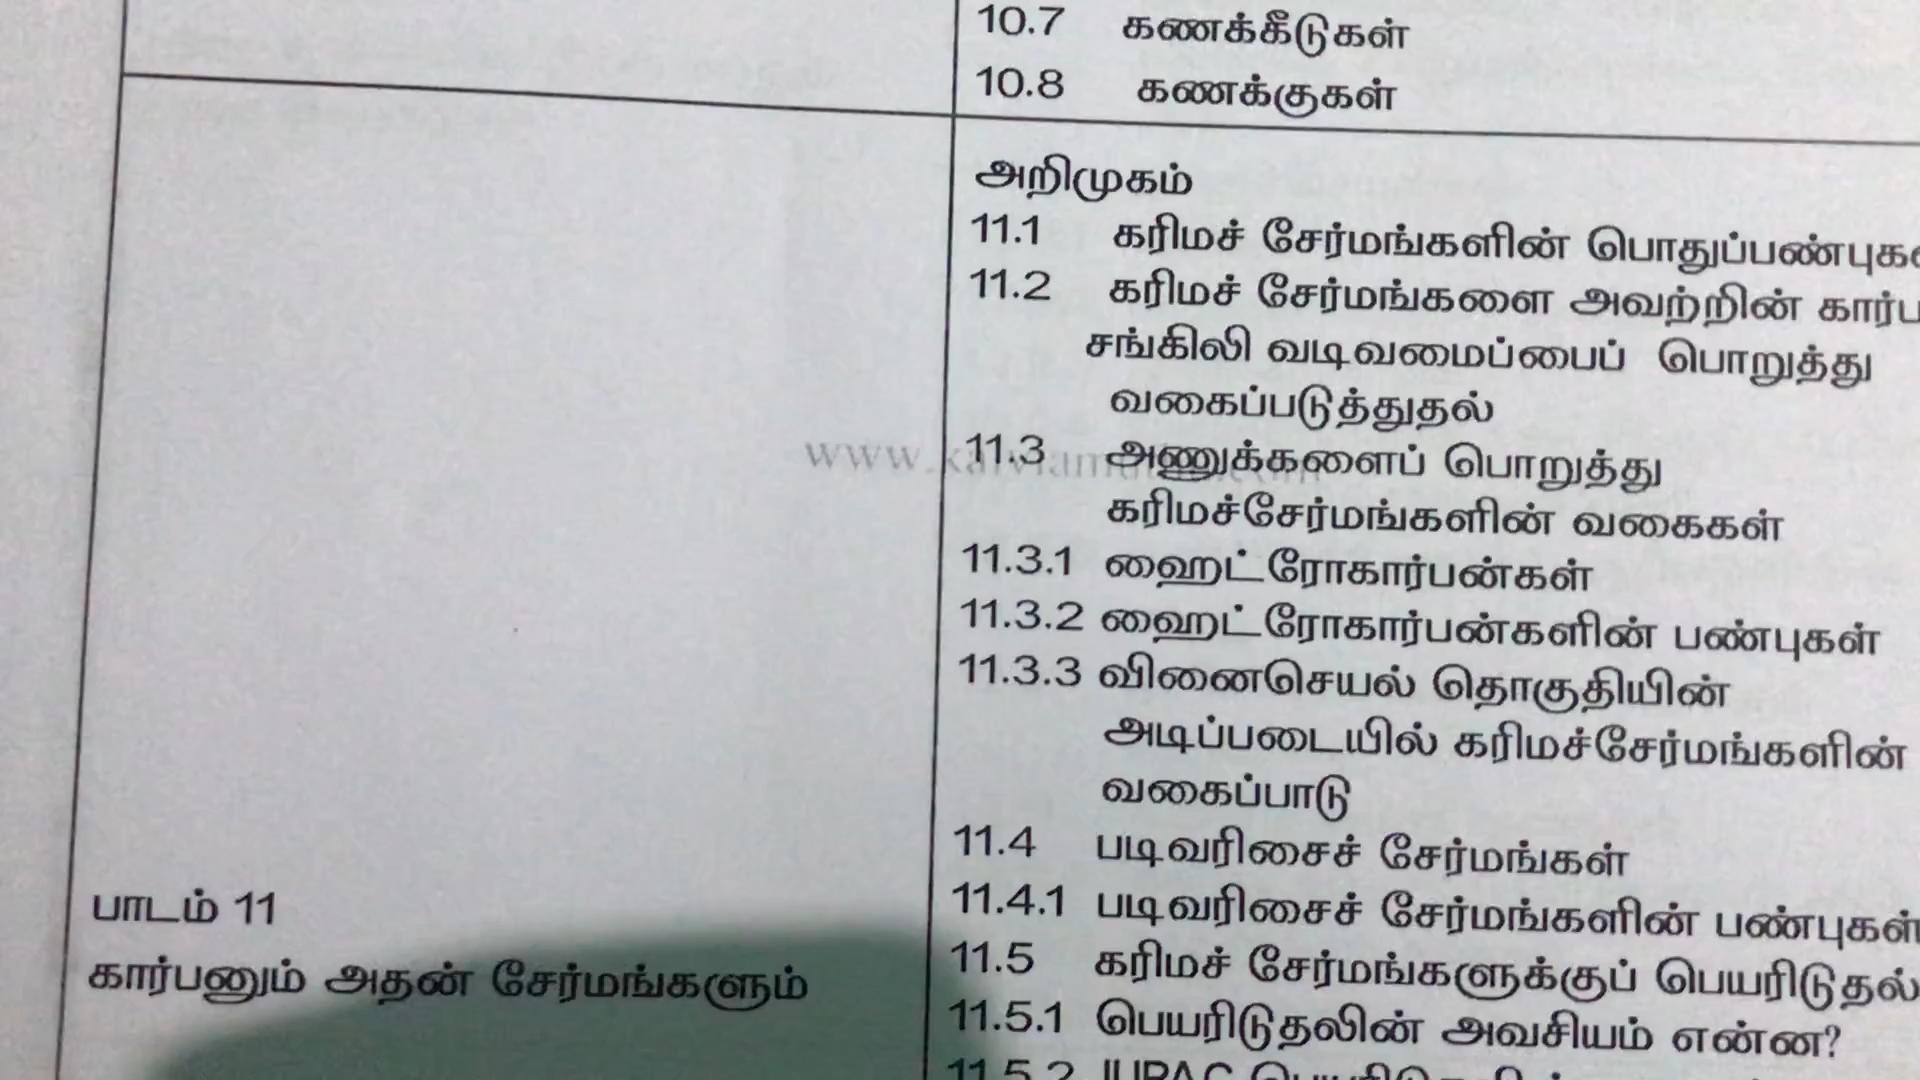 10.7 கணக்கீடுகள்
10.8 கணக்குகள்
அறிமுகம்
11.1 கரிமச் சேர்மங்களின்
11.2 கரிமச் சேர்மங்களை அவற்றின்
சங்கிலி வடிவமைப்பைப் பொறுத்து
வகைப்படுத்துதல்
11.3 அணுக்களைப் பொறுத்து
கரிமச்சேர்மங்களின் வகைகள்
11.3.1 ஹைட்ரோகார்பன்கள்
11.3.2 ஹைட்ரோகார்பன்களின் பண்புகள்
11.3.3 வினைசெயல் தொகுதியின்
அடிப்படையில் கரிமச்சேர்மங்களின்
வகைப்பாடு
11.4 படிவரிசைச் சேர்மங்கள்
11.4.1 படிவரிசைச் சேர்மங்களின் பண்புகள்
11.5 கரிமச் சேர்மங்களுக்குப் பெயரிடுதல்
11.5.1 பெயரிடுதலின் அவசியம் என்ன?
11.5.2 IUPAC
பாடம் 11
கார்பனும் அதன் சேர்மங்களும்